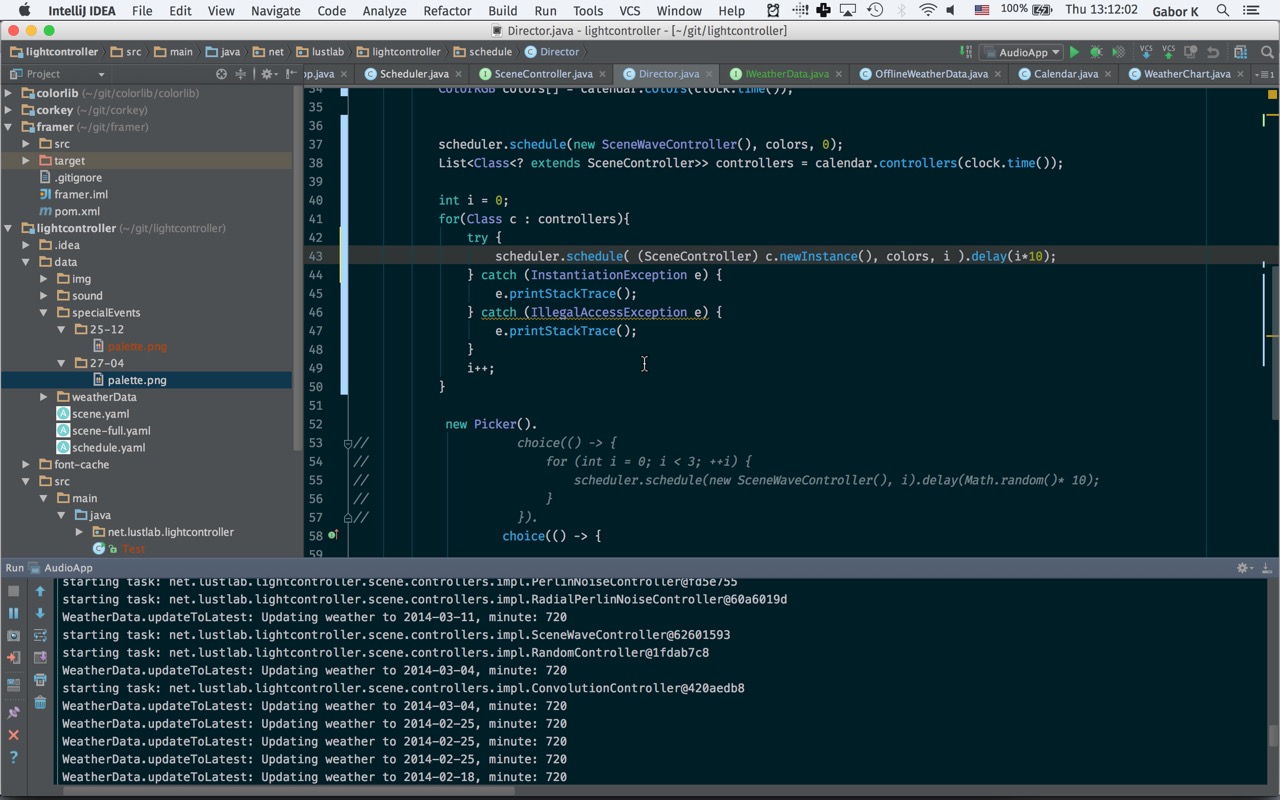 IntelliJ IDEA File Edit View Navigate Code Analyze Refactor Build Run Tools VCS Window Help 100% Thu 13:12:02 Gabor K
Director.java - lightcontroller - [~/git/lightcontroller]
lightcontroller src main java net lustlab lightcontroller schedule Director AudioApp VCS VCS
Project pp.java Scheduler.java SceneController.java Director.java IWeatherData.java OfflineWeatherData.java Calendar.java WeatherChart.java
colorlib (~/git/colorlib/colorlib)
corkey (~/git/corkey)
framer (~/git/framer)
src
target
.gitignore
framer.iml
pom.xml
lightcontroller (~/git/lightcontroller)
.idea
data
img
sound
specialEvents
25-12
palette.png
27-04
palette.png
weatherData
scene.yaml
scene-full.yaml
schedule.yaml
font-cache
src
main
java
net.lustlab.lightcontroller
Test
34 ColorRGB colors[] = calendar.colors(clock.time());
35
36
37 scheduler.schedule(new SceneWaveController(), colors, 0);
38 List<Class<? extends SceneController>> controllers = calendar.controllers(clock.time());
39
40 int i = 0;
41 for(Class c : controllers){
42 try {
43 scheduler.schedule( (SceneController) c.newInstance(), colors, i ).delay(i*10);
44 } catch (InstantiationException e) {
45 e.printStackTrace();
46 } catch (IllegalAccessException e) {
47 e.printStackTrace();
48 }
49 i++;
50 }
51
52 new Picker().
53 // choice(() -> {
54 // for (int i = 0; i < 3; ++i) {
55 // scheduler.schedule(new SceneWaveController(), i).delay(Math.random()* 10);
56 // }
57 // }).
58 choice(() -> {
59
Run AudioApp
starting task: net.lustlab.lightcontroller.scene.controllers.impl.PerlinNoiseController@fd5e755
starting task: net.lustlab.lightcontroller.scene.controllers.impl.RadialPerlinNoiseController@60a6019d
WeatherData.updateToLatest: Updating weather to 2014-03-11, minute: 720
starting task: net.lustlab.lightcontroller.scene.controllers.impl.SceneWaveController@62601593
starting task: net.lustlab.lightcontroller.scene.controllers.impl.RandomController@1fdab7c8
WeatherData.updateToLatest: Updating weather to 2014-03-04, minute: 720
starting task: net.lustlab.lightcontroller.scene.controllers.impl.ConvolutionController@420aedb8
WeatherData.updateToLatest: Updating weather to 2014-03-04, minute: 720
WeatherData.updateToLatest: Updating weather to 2014-02-25, minute: 720
WeatherData.updateToLatest: Updating weather to 2014-02-25, minute: 720
WeatherData.updateToLatest: Updating weather to 2014-02-25, minute: 720
WeatherData.updateToLatest: Updating weather to 2014-02-18, minute: 720